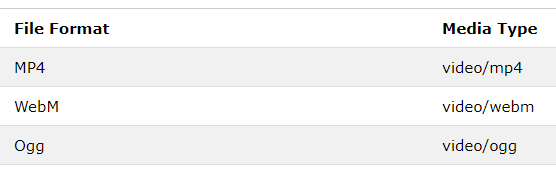 File Format Media Type
MP4 video/mp4
WebM video/webm
Ogg video/ogg